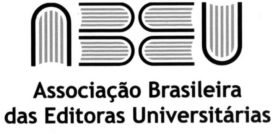 ABEU
Associação Brasileira
das Editoras Universitárias